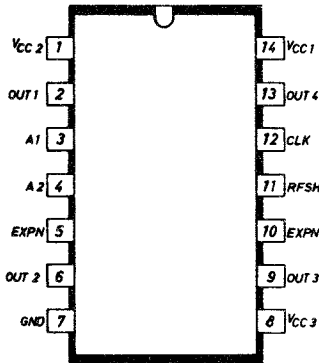 VCC 2 1 14 VCC 1
OUT 1 2 13 OUT 4
A1 3 12 CLK
A2 4 11 RFSH
EXPN 5 10 EXPN
OUT 2 6 9 OUT 3
GND 7 8 VCC 3